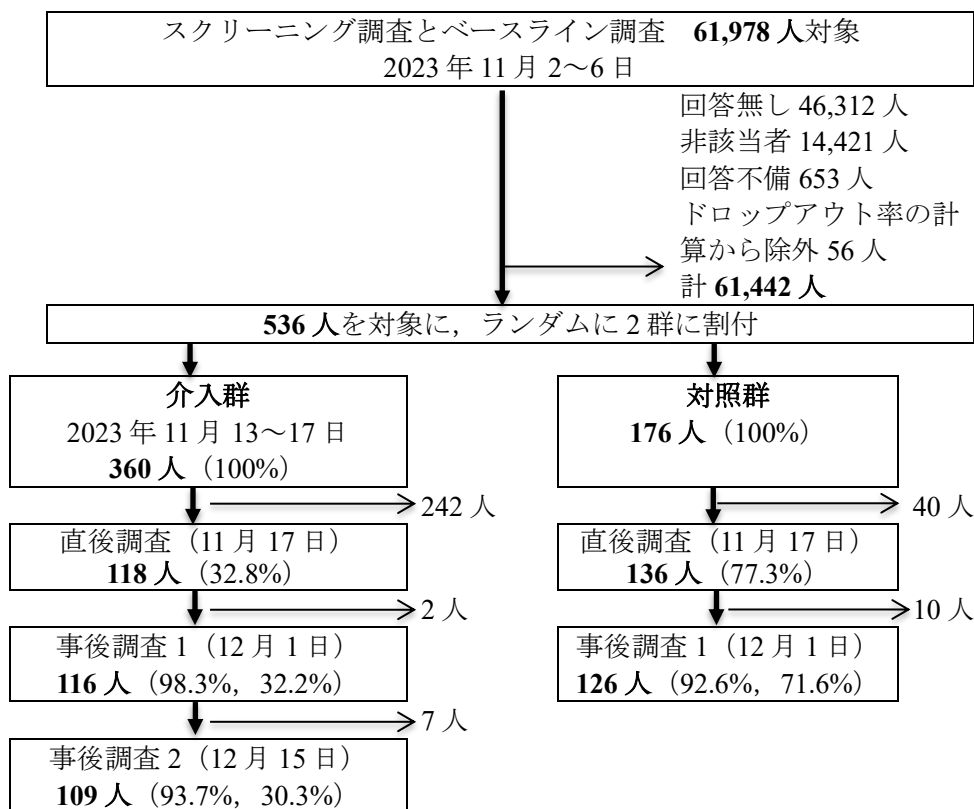 スクリーニング調査とベースライン調査　61,978 人対象
2023 年 11 月 2～6 日
回答無し 46,312 人
非該当者 14,421 人
回答不備 653 人
ドロップアウト率の計
算から除外 56 人
計 61,442 人
536 人を対象に，ランダムに 2 群に割付
介入群
2023 年 11 月 13～17 日
360 人（100%）
対照群
176 人（100%）
242 人
40 人
直後調査（11 月 17 日）
118 人（32.8%）
直後調査（11 月 17 日）
136 人（77.3%）
2 人
10 人
事後調査 1（12 月 1 日）
116 人（98.3%，32.2%）
事後調査 1（12 月 1 日）
126 人（92.6%，71.6%）
7 人
事後調査 2（12 月 15 日）
109 人（93.7%，30.3%）